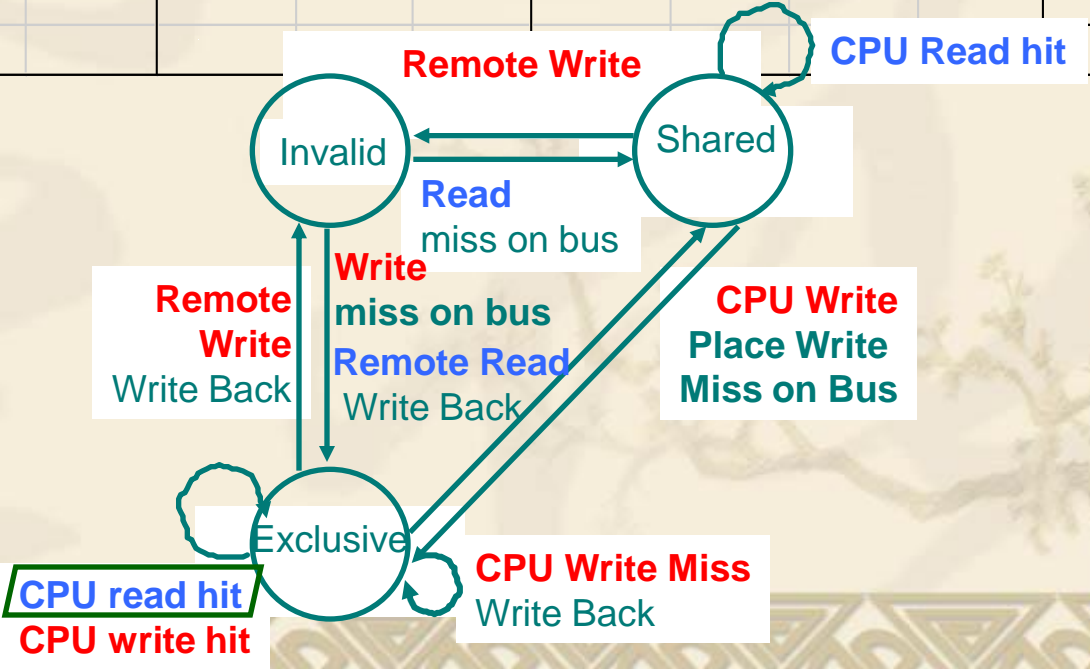 CPU Read hit
Remote Write
Invalid
Shared
Read
miss on bus
Write
miss on bus
Remote
Write
Write Back
Remote Read
Write Back
CPU Write
Place Write
Miss on Bus
Exclusive
CPU Write Miss
Write Back
CPU read hit
CPU write hit